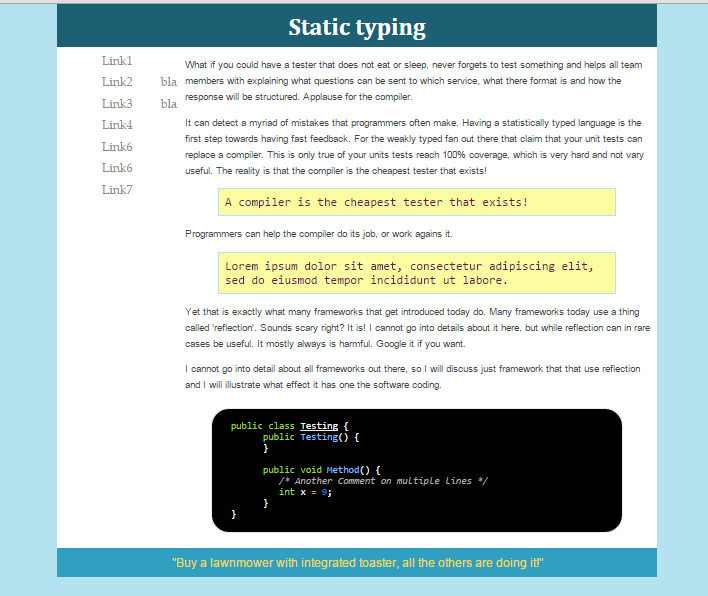 Static typing
Link1
Link2 bla
Link3 bla
Link4
Link6
Link6
Link7
What if you could have a tester that does not eat or sleep, never forgets to test something and helps all team
members with explaining what questions can be sent to which service, what there format is and how the
response will be structured. Applause for the compiler.
It can detect a myriad of mistakes that programmers often make. Having a statistically typed language is the
first step towards having fast feedback. For the weakly typed fan out there that claim that your unit tests can
replace a compiler. This is only true of your units tests reach 100% coverage, which is very hard and not vary
useful. The reality is that the compiler is the cheapest tester that exists!
A compiler is the cheapest tester that exists!
Programmers can help the compiler do its job, or work agains it.
Lorem ipsum dolor sit amet, consectetur adipiscing elit,
sed do eiusmod tempor incididunt ut labore.
Yet that is exactly what many frameworks that get introduced today do. Many frameworks today use a thing
called 'reflection'. Sounds scary right? It is! I cannot go into details about it here, but while reflection can in rare
cases be useful. It mostly always is harmful. Google it if you want.
I cannot go into detail about all frameworks out there, so I will discuss just framework that that use reflection
and I will illustrate what effect it has one the software coding.
public class Testing {
public Testing() {
}
public void Method() {
/* Another Comment on multiple lines */
int x = 9;
}
}
"Buy a lawnmower with integrated toaster, all the others are doing it!"